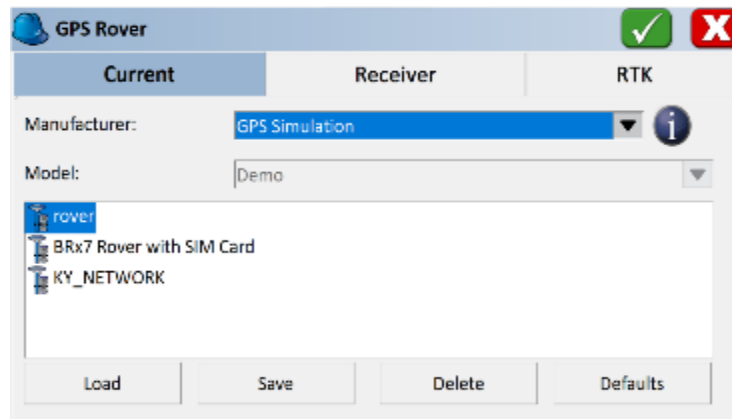 GPS Rover
Current Receiver RTK
Manufacturer: GPS Simulation
Model: Demo
rover
BRx7 Rover with SIM Card
KY_NETWORK
Load Save Delete Defaults